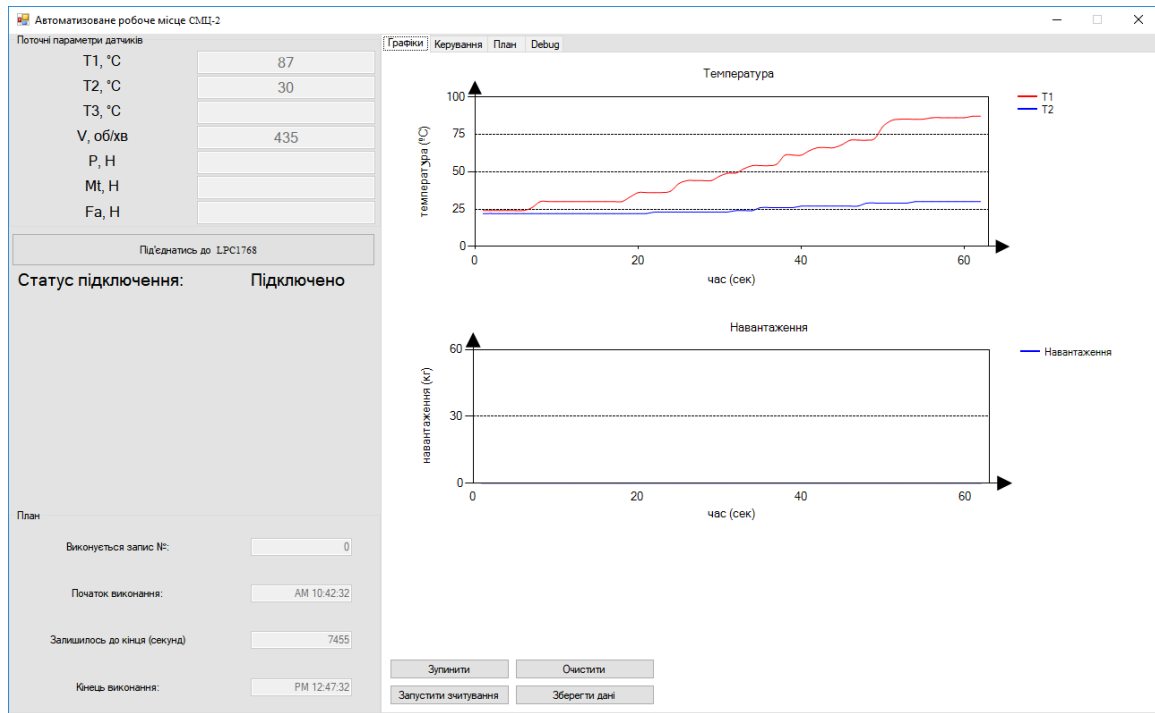 Автоматизоване робоче місце СМЦ-2
Поточні параметри датчиків
T1, °C 87
T2, °C 30
T3, °C
V, об/хв 435
P, H
Mt, H
Fa, H
Під'єднатись до LPC1768
Статус підключення: Підключено
План
Виконується запис №: 0
Початок виконання: AM 10:42:32
Залишилось до кінця (секунд) 7455
Кінець виконання: PM 12:47:32
Графіки Керування План Debug
Температура
100
75
50
25
0
температура (ºC)
0 20 40 60
час (сек)
T1
T2
Навантаження
60
30
0
навантаження (кг)
0 20 40 60
час (сек)
Навантаження
Зупинити Очистити
Запустити зчитування Зберегти дані